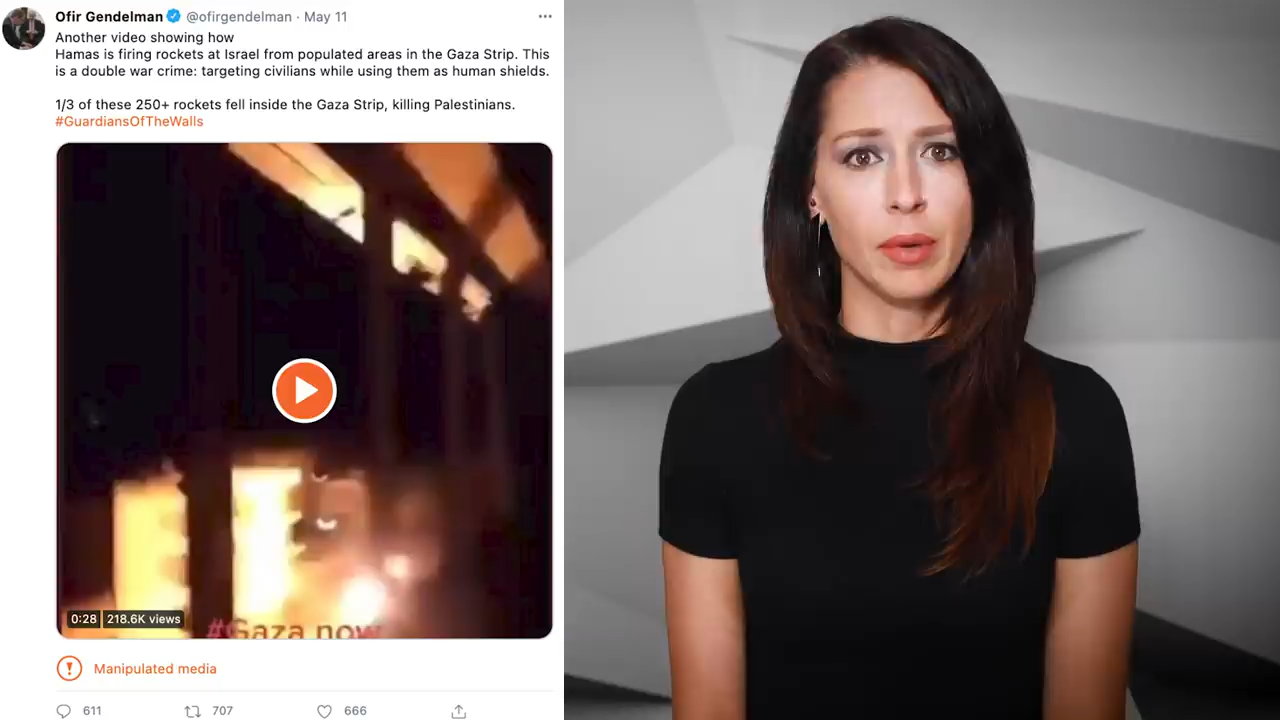 Ofir Gendelman @ofirgendelman · May 11
Another video showing how
Hamas is firing rockets at Israel from populated areas in the Gaza Strip. This
is a double war crime: targeting civilians while using them as human shields.
1/3 of these 250+ rockets fell inside the Gaza Strip, killing Palestinians.
#GuardiansOfTheWalls
#Gaza now
0:28 218.6K views
Manipulated media
611 707 666